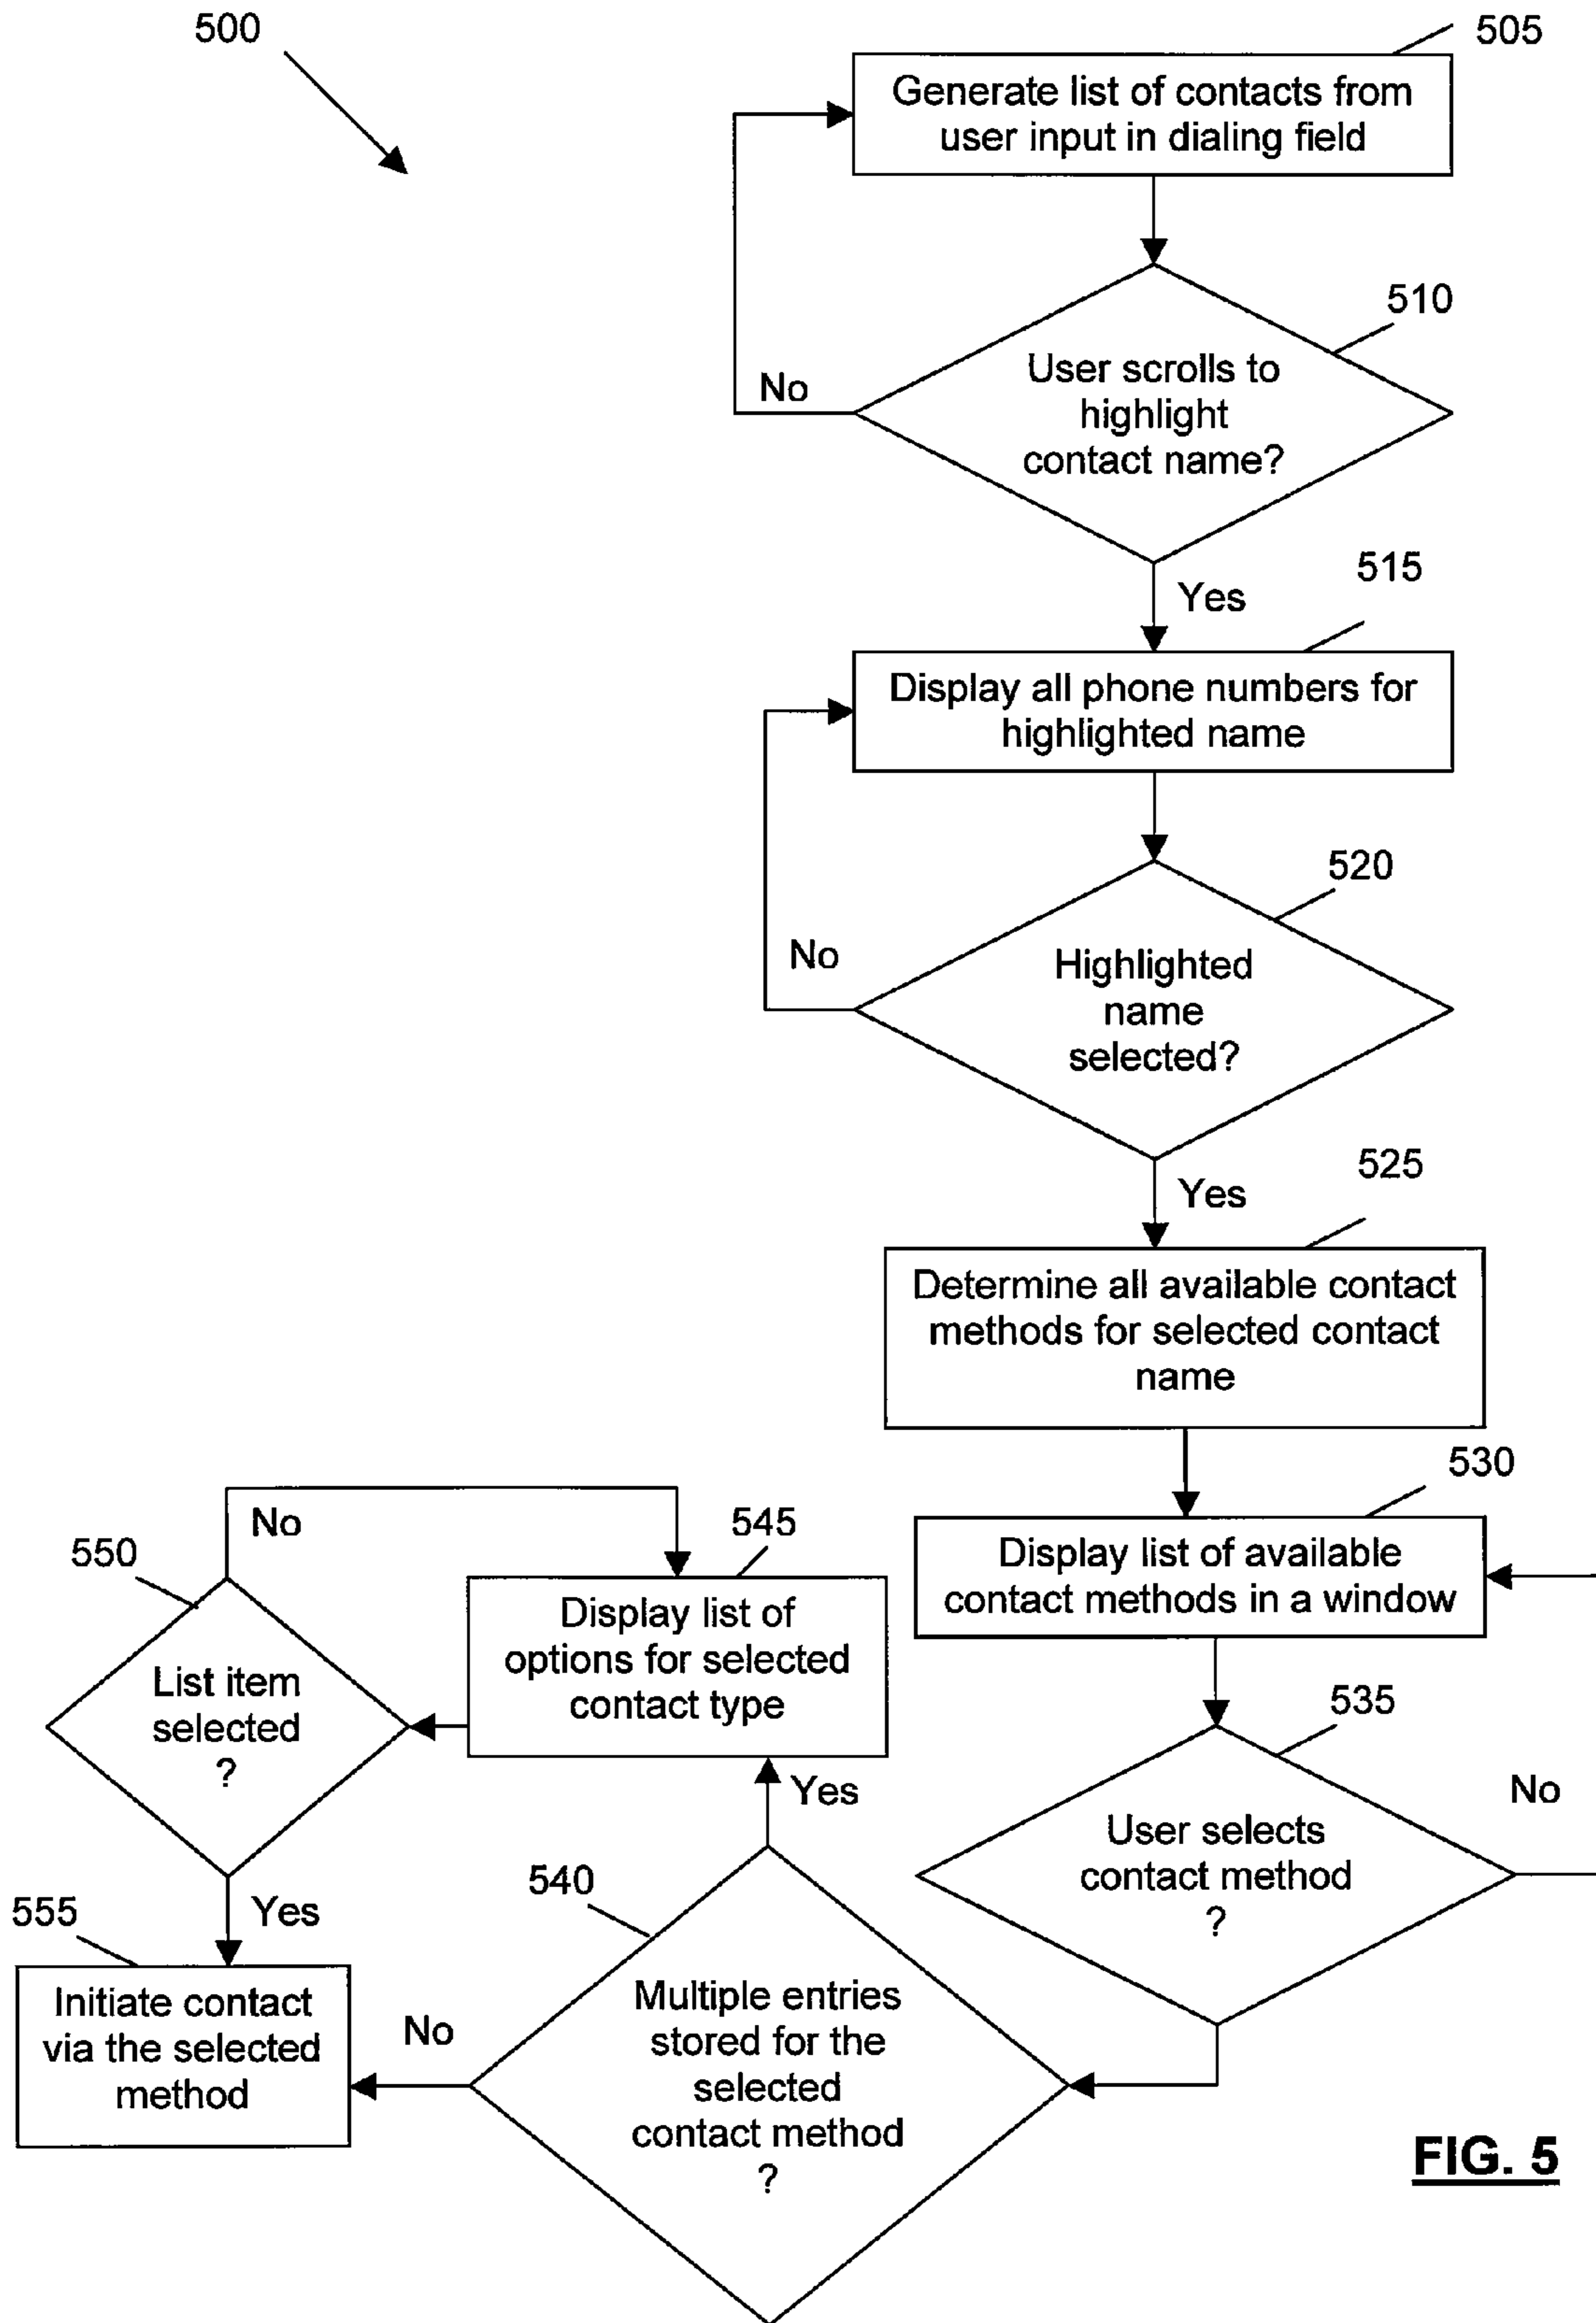 500
505
Generate list of contacts from
user input in dialing field
510
User scrolls to
highlight
contact name?
No
Yes
515
Display all phone numbers for
highlighted name
520
Highlighted
name
selected?
No
Yes
525
Determine all available contact
methods for selected contact
name
530
Display list of available
contact methods in a window
535
User selects
contact method
?
No
540
Multiple entries
stored for the
selected
contact method
?
Yes
No
545
Display list of
options for selected
contact type
550
List item
selected
?
No
Yes
555
Initiate contact
via the selected
method
FIG. 5